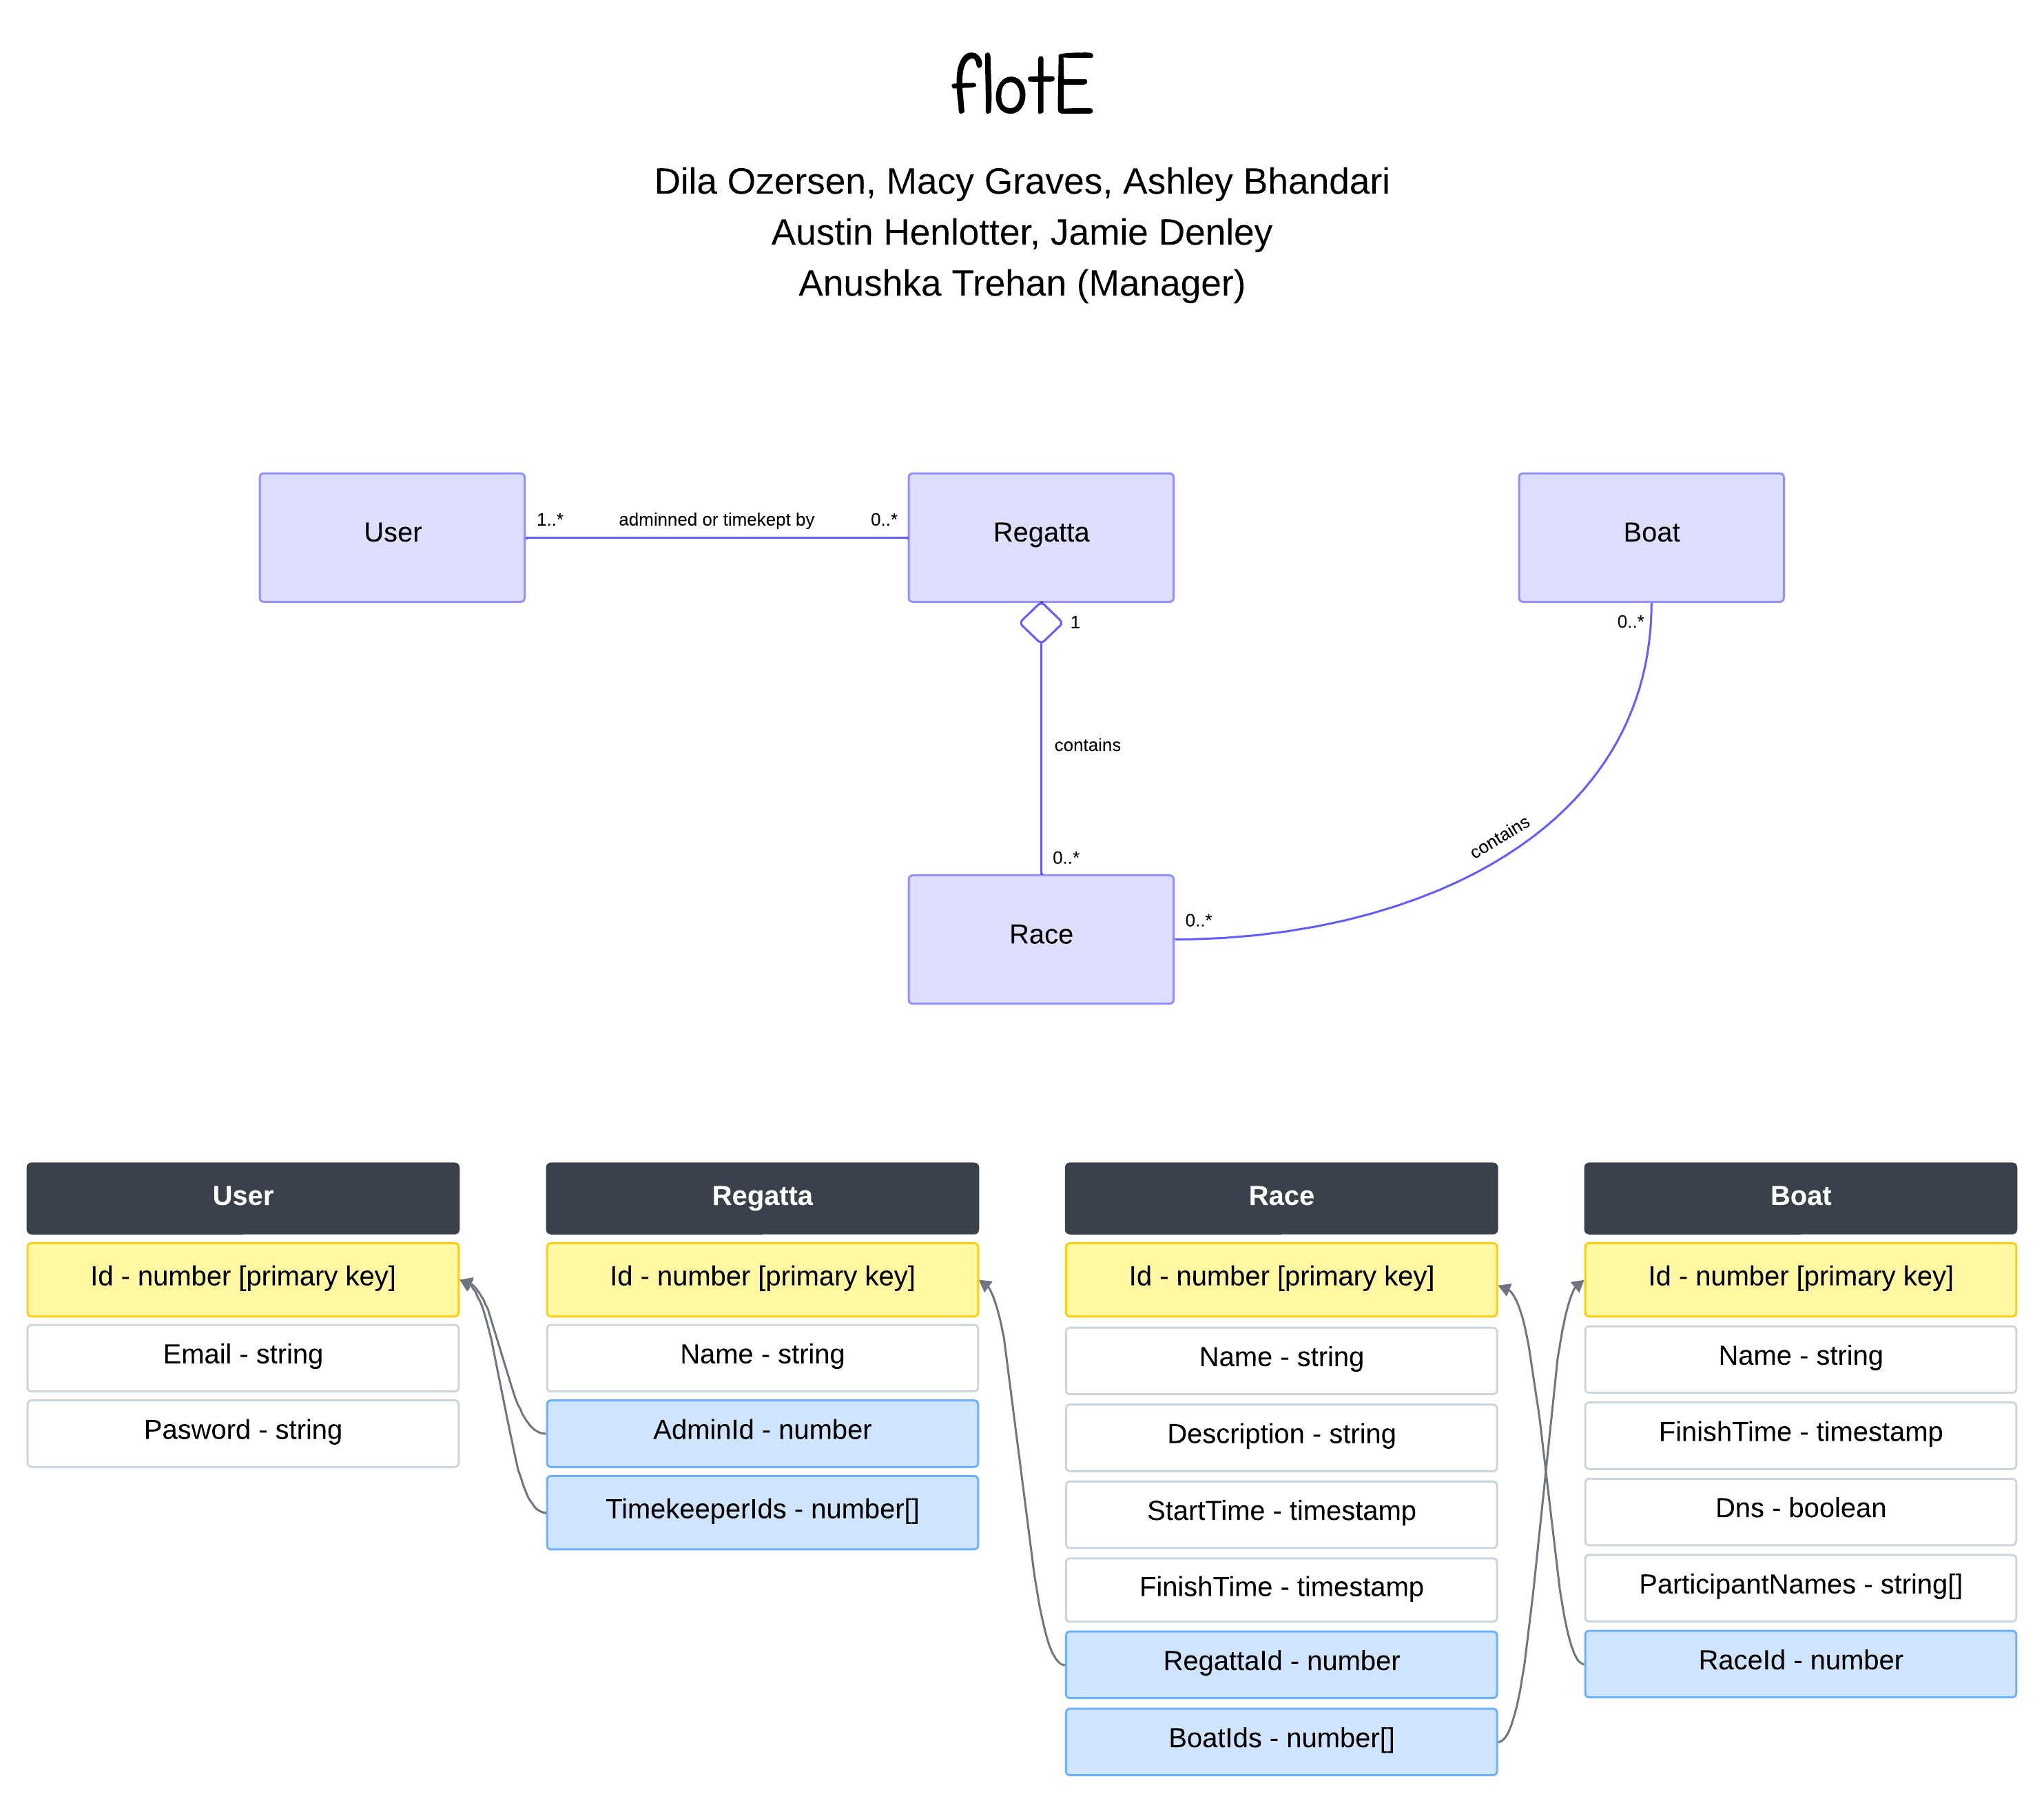 flotE
Dila Ozersen, Macy Graves, Ashley Bhandari
Austin Henlotter, Jamie Denley
Anushka Trehan (Manager)
User
1..*
adminned or timekept by
0..*
Regatta
Boat
1
0..*
contains
contains
0..*
0..*
Race
User
Id - number [primary key]
Email - string
Pasword - string
Regatta
Id - number [primary key]
Name - string
AdminId - number
TimekeeperIds - number[]
Race
Id - number [primary key]
Name - string
Description - string
StartTime - timestamp
FinishTime - timestamp
RegattaId - number
BoatIds - number[]
Boat
Id - number [primary key]
Name - string
FinishTime - timestamp
Dns - boolean
ParticipantNames - string[]
RaceId - number